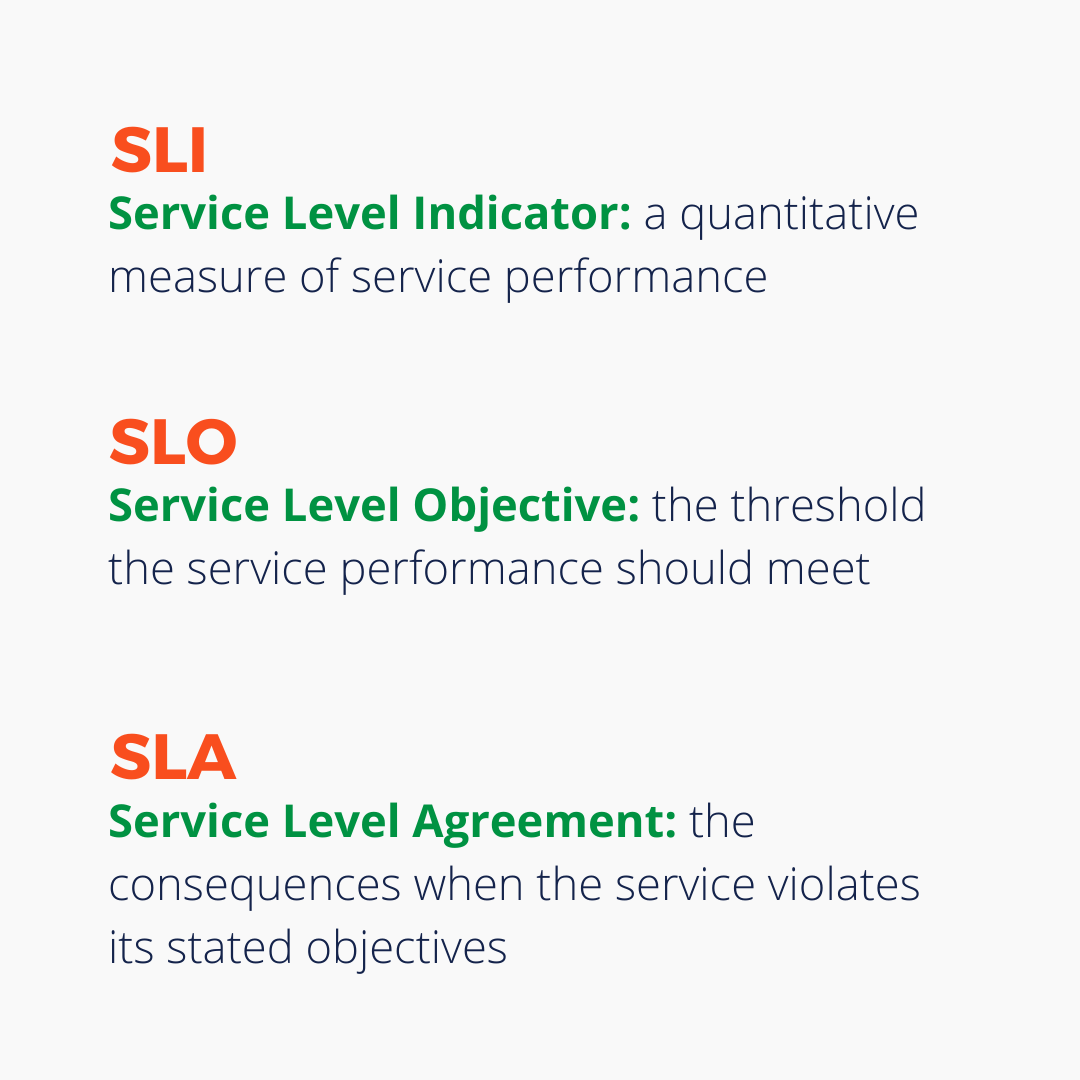 SLI
Service Level Indicator: a quantitative
measure of service performance
SLO
Service Level Objective: the threshold
the service performance should meet
SLA
Service Level Agreement: the
consequences when the service violates
its stated objectives